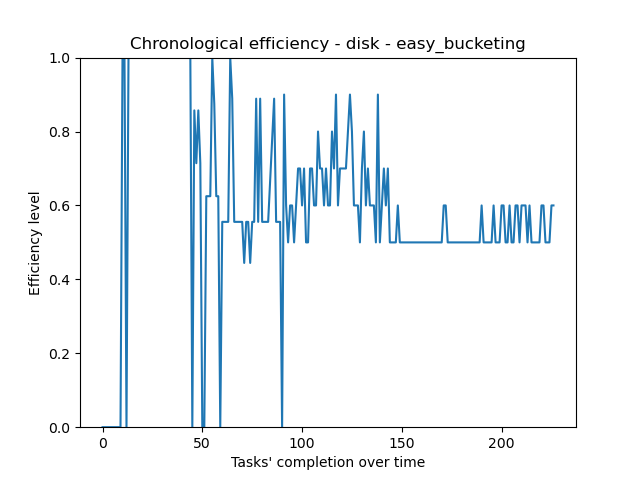 Chronological efficiency - disk - easy_bucketing
1.0
0.8
0.6
0.4
0.2
0.0
Efficiency level
0 50 100 150 200
Tasks' completion over time